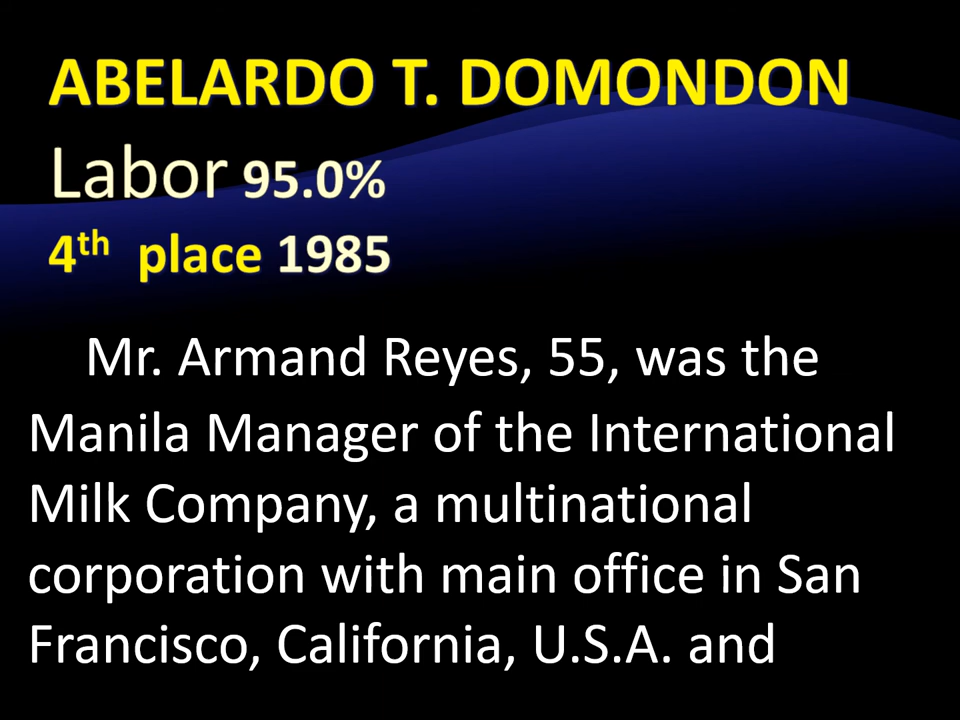 ABELARDO T. DOMONDON
Labor 95.0%
4th place 1985
Mr. Armand Reyes, 55, was the
Manila Manager of the International
Milk Company, a multinational
corporation with main office in San
Francisco, California, U.S.A. and